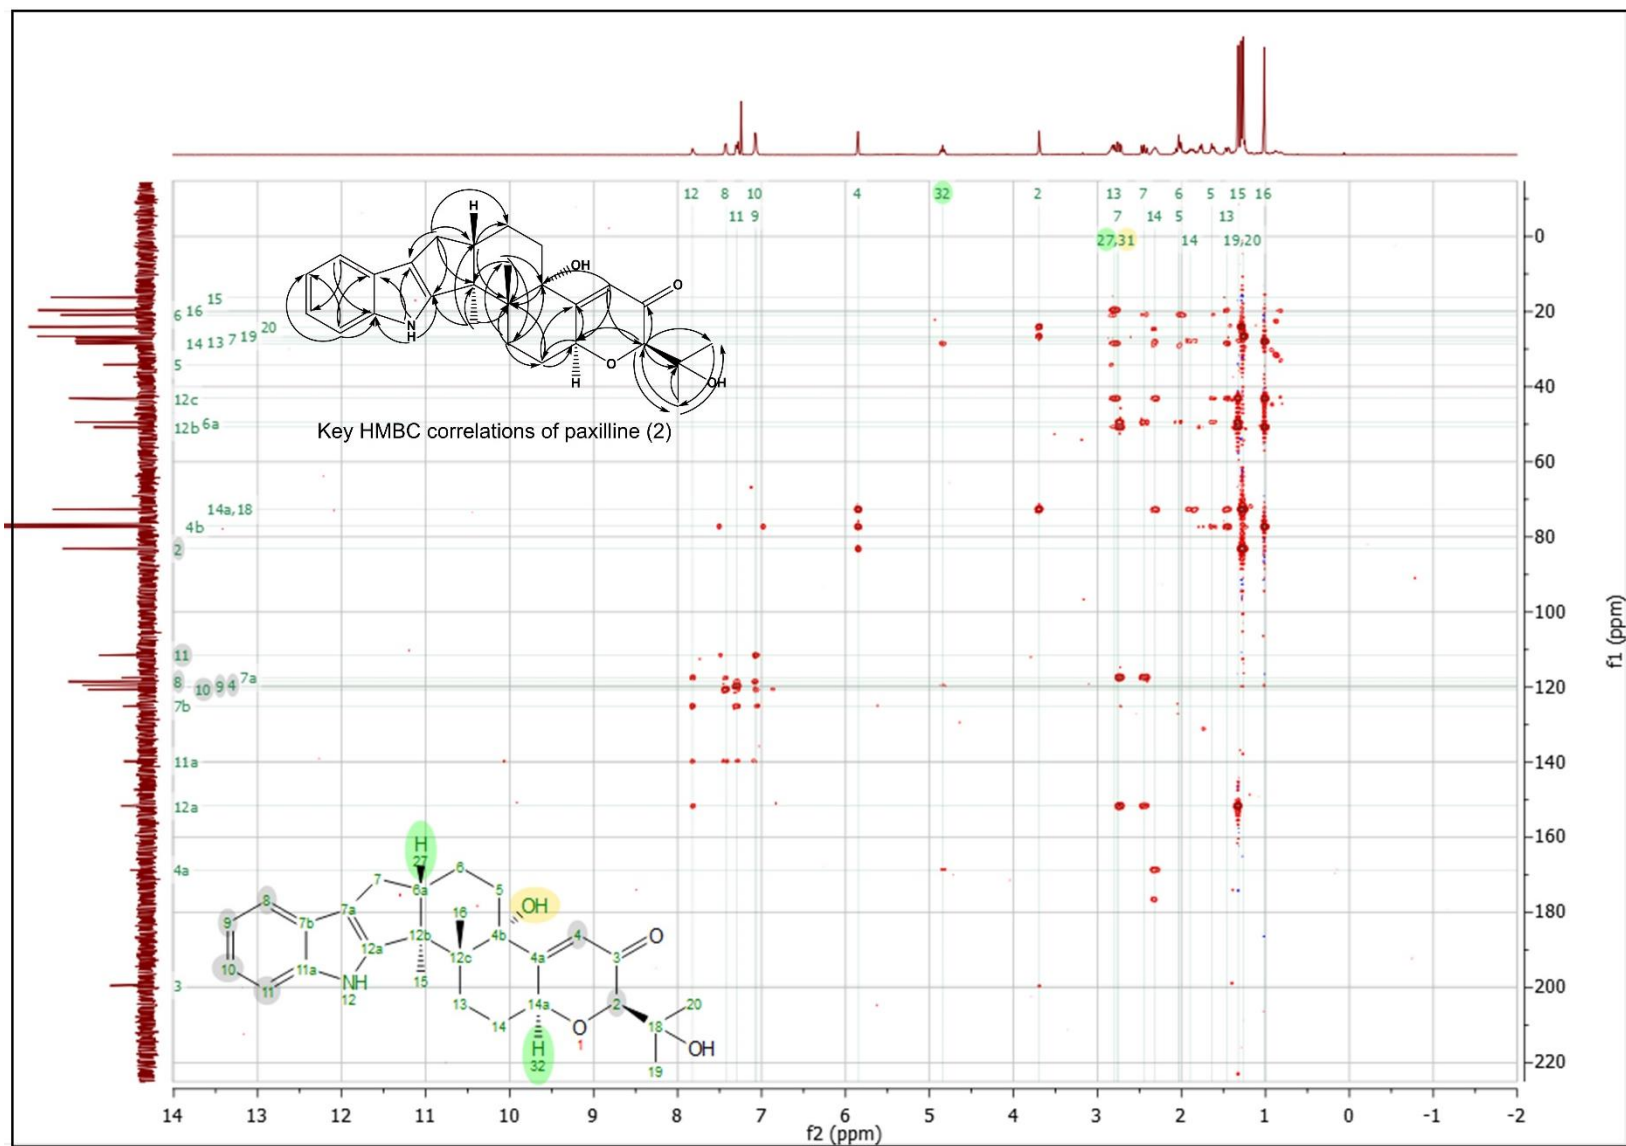 12 8 10 4 32 2 13 7 6 5 15 16
11 9 7 14 5 13
27,31 14 19,20
0
20
40
60
80
100
120
140
160
180
200
220
f1 (ppm)
15
6 16
20
14 13 7 19
5
12c
12b 6a
14a,18
4b
2
11
7a
8
10 9 4
7b
11a
12a
4a
3
H
OH
O
N
H
O
H
OH
Key HMBC correlations of paxilline (2)
H
27
6
7
6a
5
8
7a
16
OH
9
7b
12b
4b
4
O
12a
12c
4a
3
10
11a
NH
15
11
12
13
14a
2
20
14
O
18
H
1
OH
32
19
14 13 12 11 10 9 8 7 6 5 4 3 2 1 0 -1 -2
f2 (ppm)